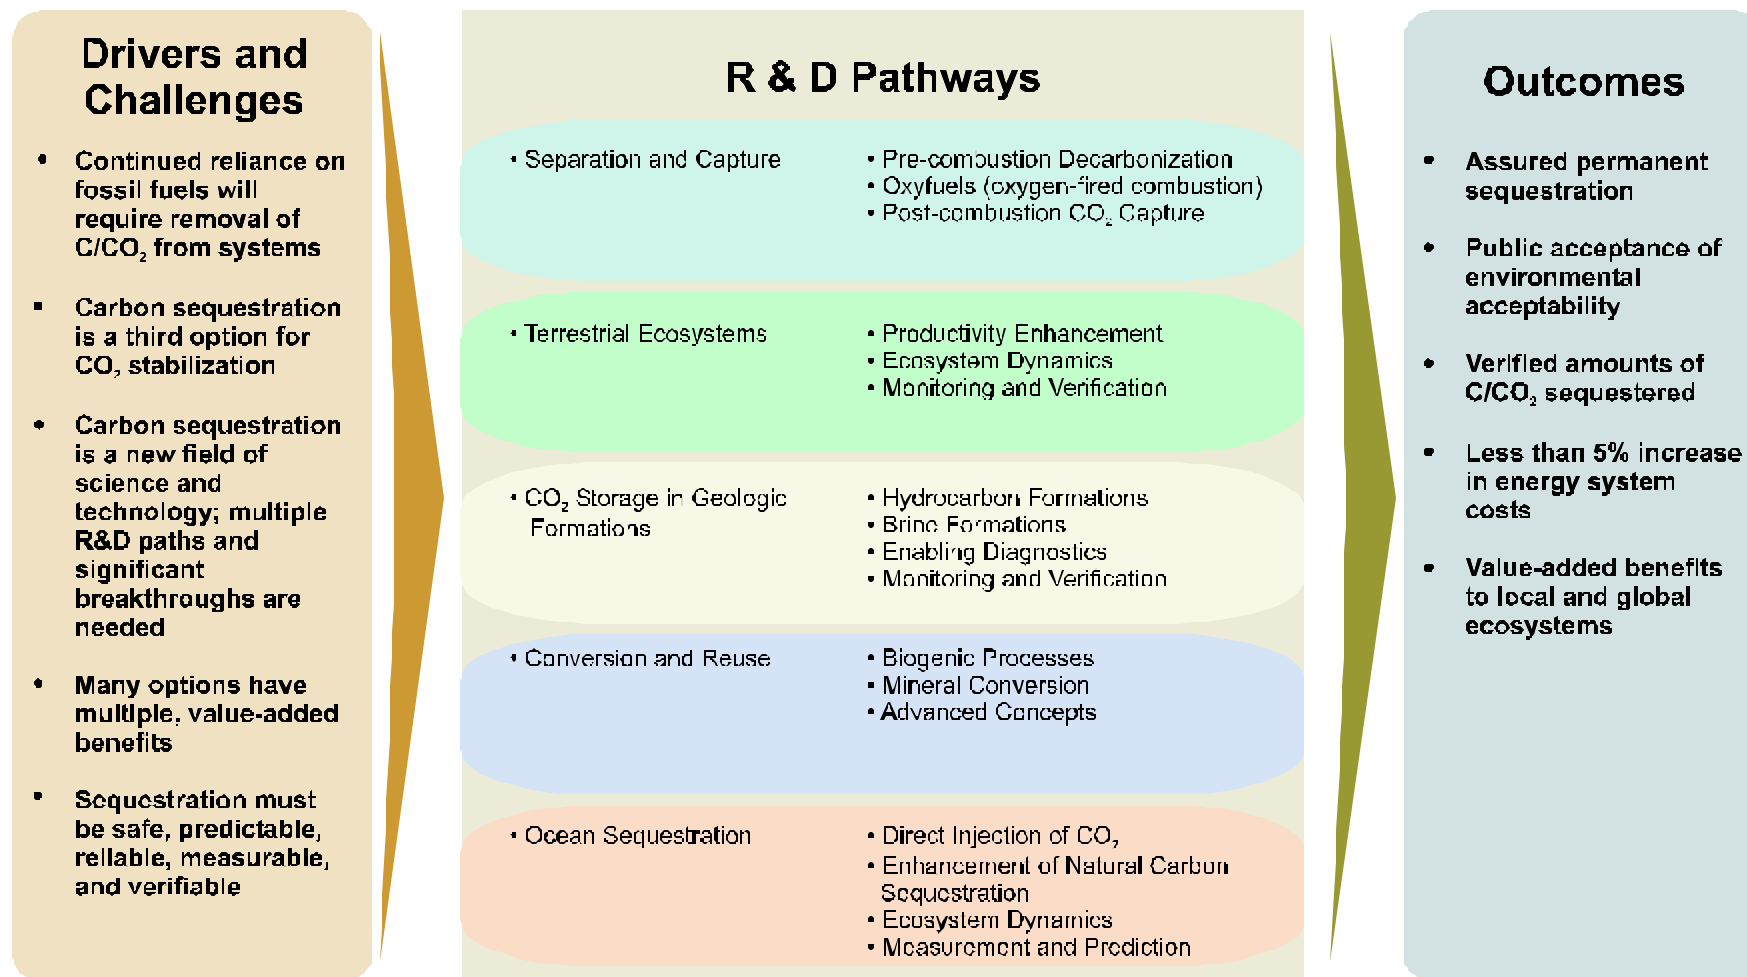 Drivers and
Challenges
• Continued reliance on
fossil fuels will
require removal of
C/CO₂ from systems
▪ Carbon sequestration
is a third option for
CO₂ stabilization
• Carbon sequestration
is a new field of
science and
technology; multiple
R&D paths and
significant
breakthroughs are
needed
• Many options have
multiple, value-added
benefits
• Sequestration must
be safe, predictable,
reliable, measurable,
and verifiable
R & D Pathways
• Separation and Capture
• Pre-combustion Decarbonization
• Oxyfuels (oxygen-fired combustion)
• Post-combustion CO₂ Capture
• Terrestrial Ecosystems
• Productivity Enhancement
• Ecosystem Dynamics
• Monitoring and Verification
• CO₂ Storage in Geologic
Formations
• Hydrocarbon Formations
• Brine Formations
• Enabling Diagnostics
• Monitoring and Verification
• Conversion and Reuse
• Biogenic Processes
• Mineral Conversion
• Advanced Concepts
• Ocean Sequestration
• Direct Injection of CO₂
• Enhancement of Natural Carbon
Sequestration
• Ecosystem Dynamics
• Measurement and Prediction
Outcomes
• Assured permanent
sequestration
• Public acceptance of
environmental
acceptability
• Verified amounts of
C/CO₂ sequestered
• Less than 5% increase
in energy system
costs
• Value-added benefits
to local and global
ecosystems